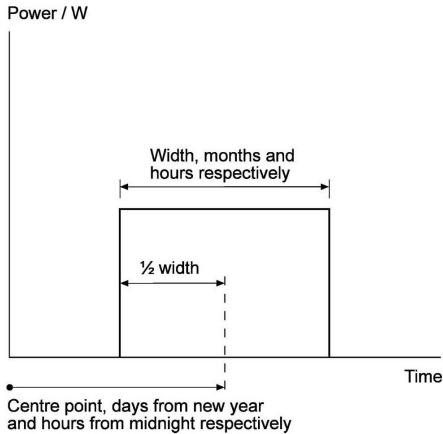 Power / W
Width, months and
hours respectively
½ width
Time
Centre point, days from new year
and hours from midnight respectively